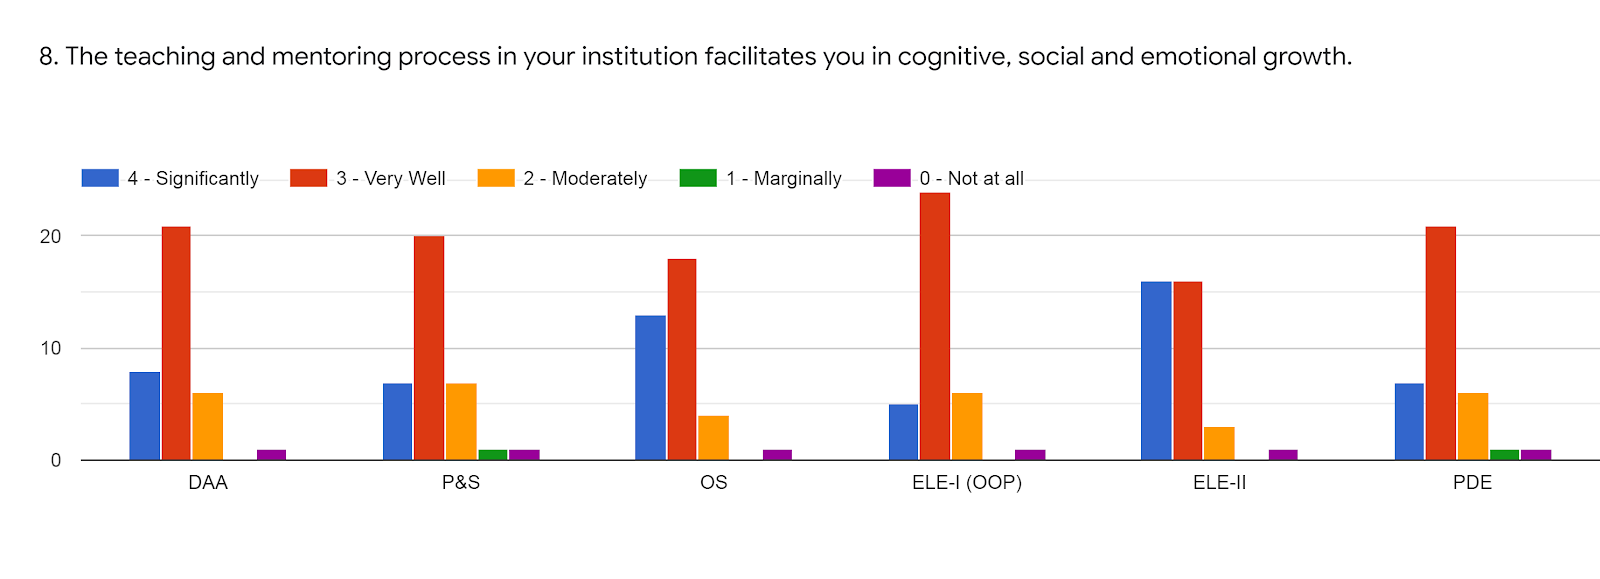 8. The teaching and mentoring process in your institution facilitates you in cognitive, social and emotional growth.
4 - Significantly 3 - Very Well 2 - Moderately 1 - Marginally 0 - Not at all
20
10
0
DAA P&S OS ELE-I (OOP) ELE-II PDE